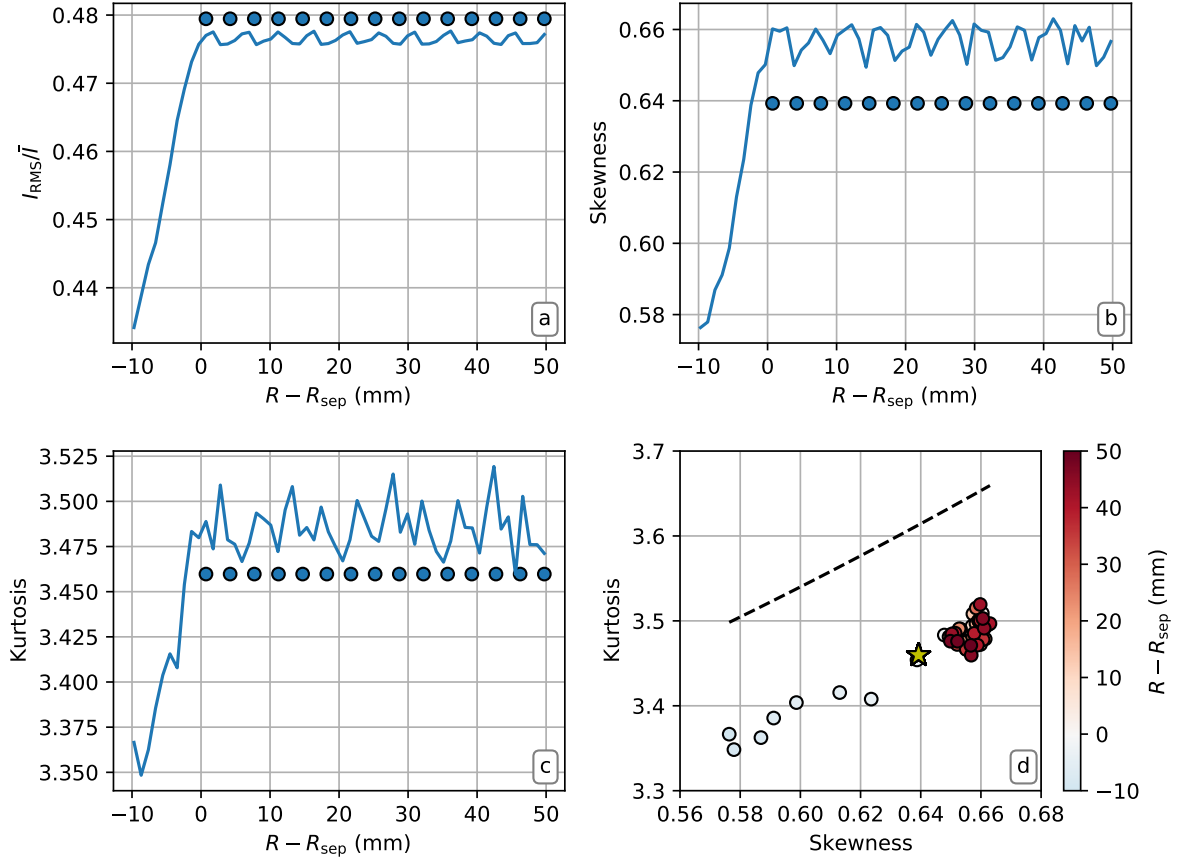 0.48
0.47
0.46
0.45
0.44
I_RMS/Ī
−10 0 10 20 30 40 50
R − R_sep (mm)
a
0.66
0.64
0.62
0.60
0.58
Skewness
−10 0 10 20 30 40 50
R − R_sep (mm)
b
3.525
3.500
3.475
3.450
3.425
3.400
3.375
3.350
Kurtosis
−10 0 10 20 30 40 50
R − R_sep (mm)
c
3.7
3.6
3.5
3.4
3.3
Kurtosis
0.56 0.58 0.60 0.62 0.64 0.66 0.68
Skewness
d
50
40
30
20
10
0
−10
R − R_sep (mm)